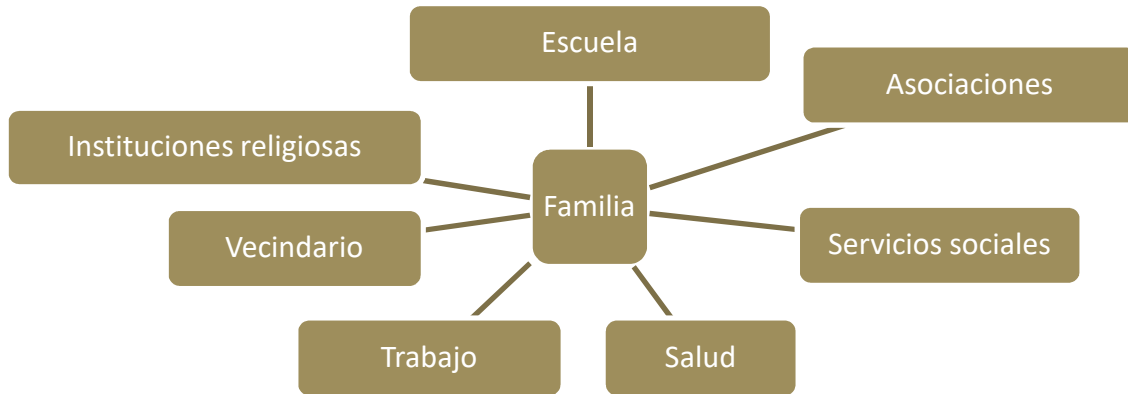 Escuela
Asociaciones
Instituciones religiosas
Familia
Vecindario
Servicios sociales
Trabajo
Salud